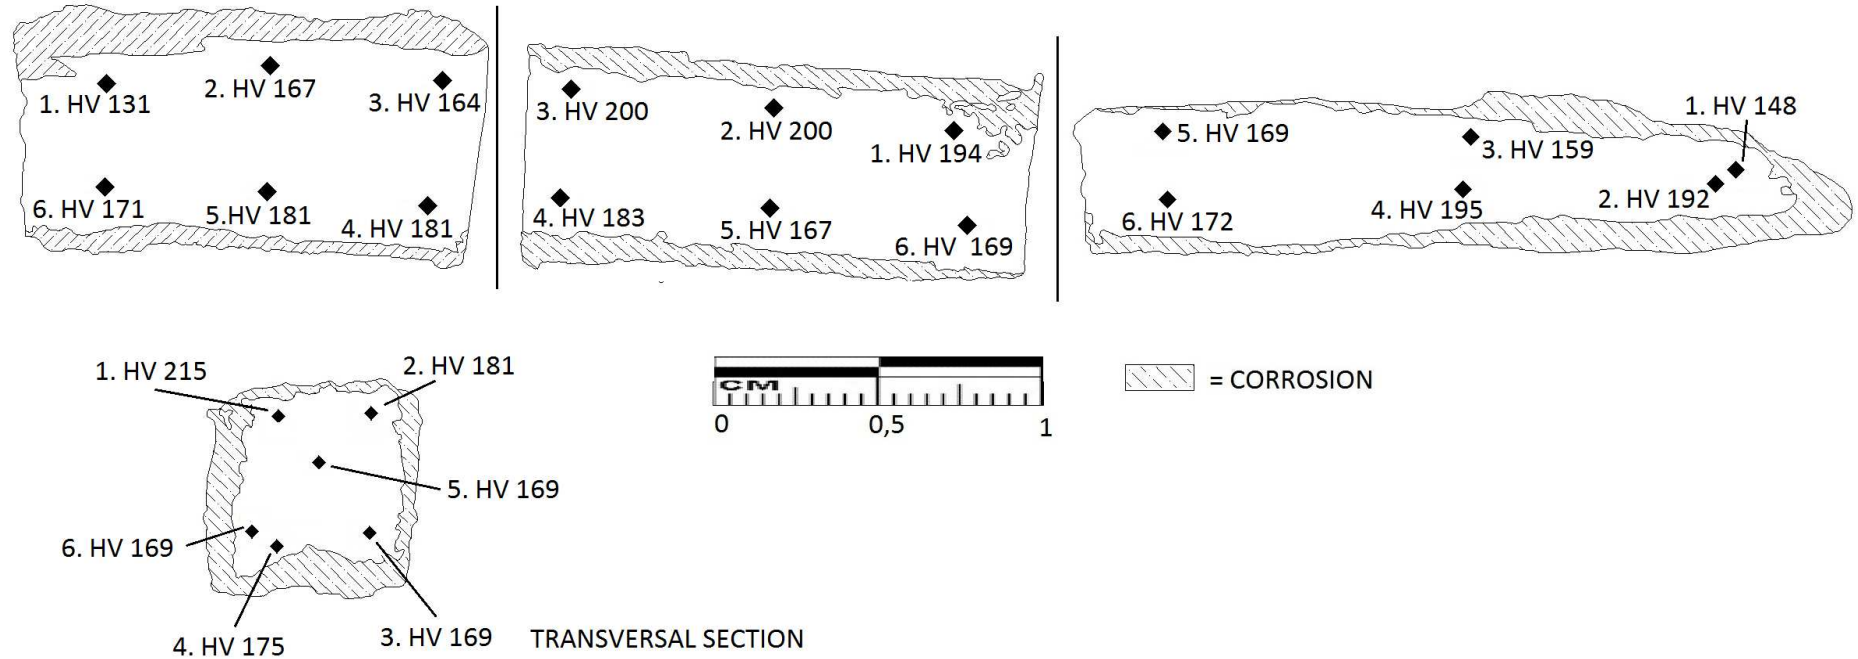 1. HV 131
2. HV 167
3. HV 164
6. HV 171
5.HV 181
4. HV 181
3. HV 200
2. HV 200
1. HV 194
4. HV 183
5. HV 167
6. HV 169
1. HV 148
5. HV 169
3. HV 159
2. HV 192
4. HV 195
6. HV 172
1. HV 215
2. HV 181
5. HV 169
6. HV 169
4. HV 175
3. HV 169
TRANSVERSAL SECTION
CM
0 0,5 1
= CORROSION